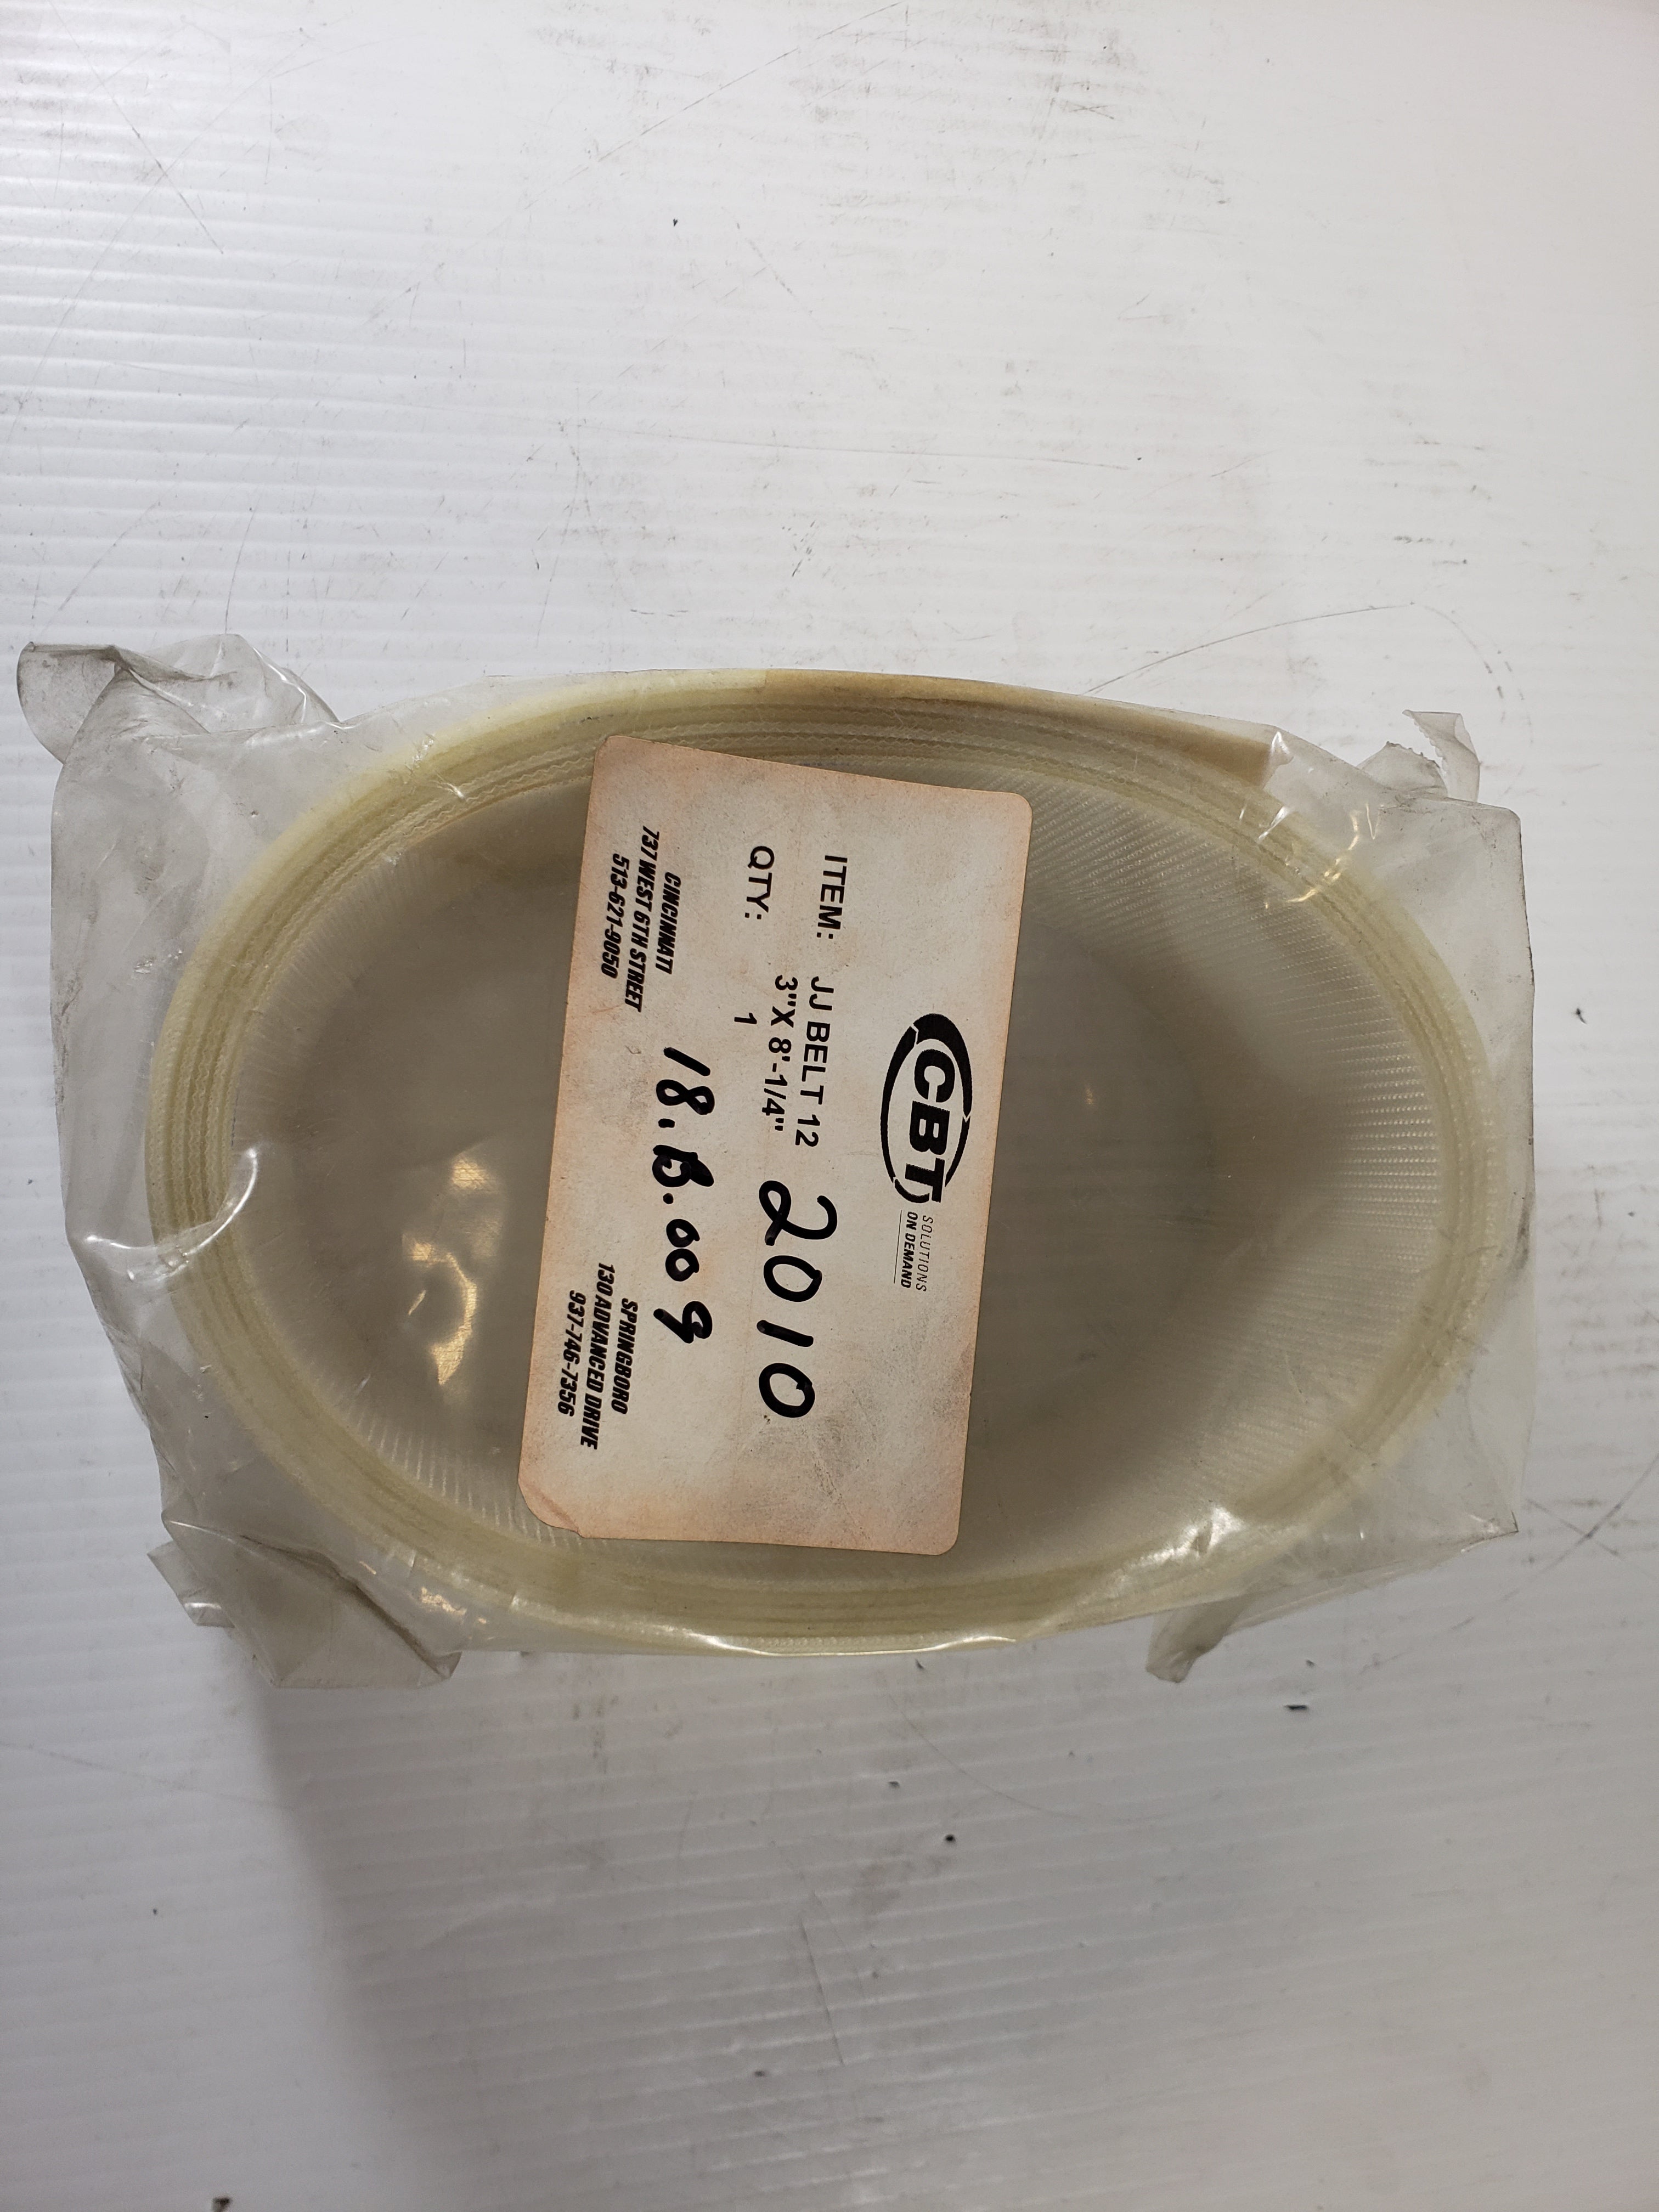 CBT SOLUTIONS
ON DEMAND
ITEM: JJ BELT 12
3"X 8'-1/4"
QTY: 1
2010
18.B.009
CINCINNATI
737 WEST 6TH STREET
513-621-9050
SPRINGBORO
130 ADVANCED DRIVE
937-746-7356